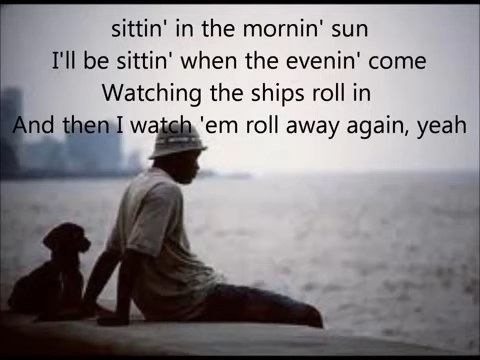 sittin' in the mornin' sun
I'll be sittin' when the evenin' come
Watching the ships roll in
And then I watch 'em roll away again, yeah